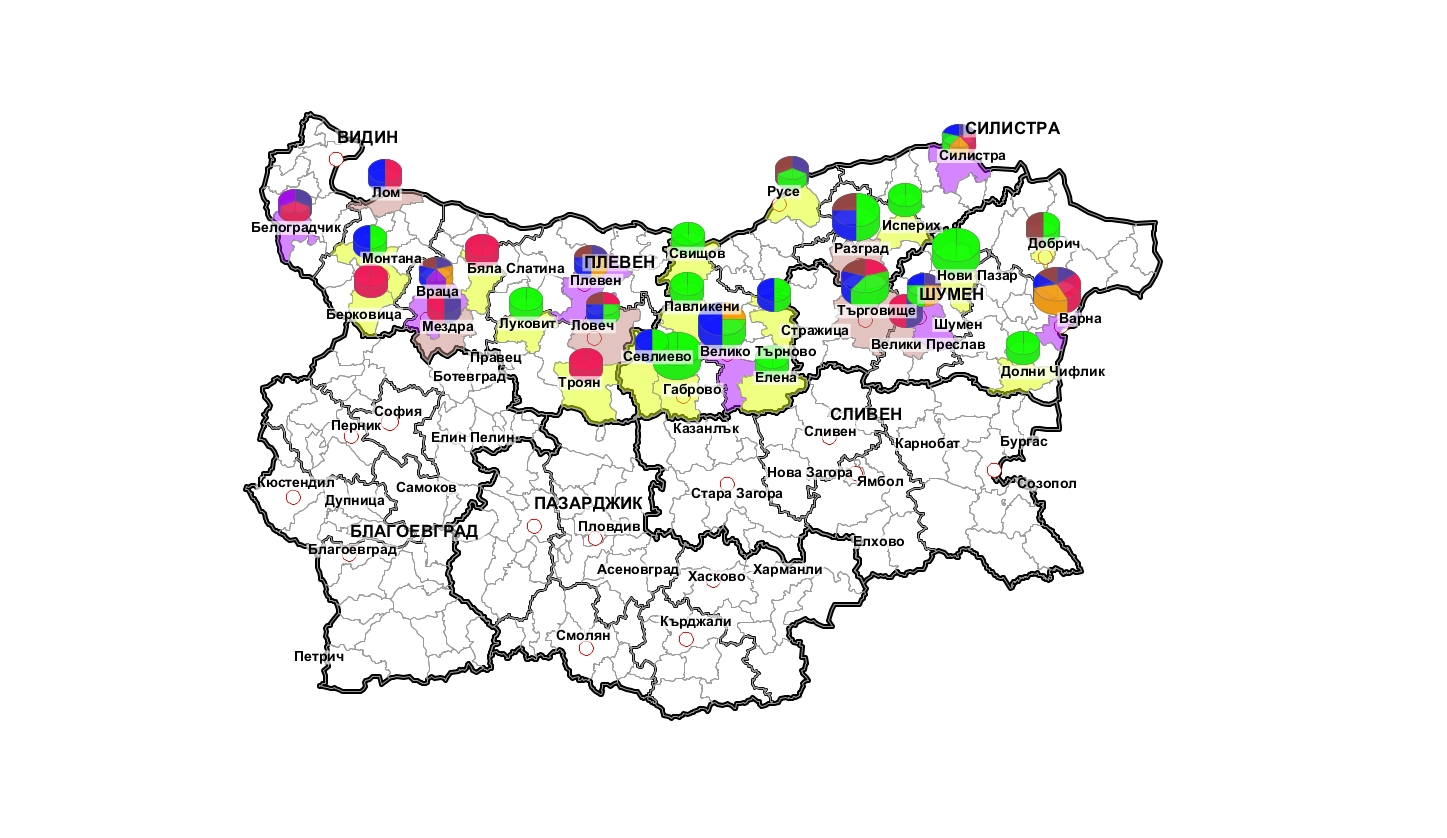 СИЛИСТРА
ВИДИН
Силистра
Лом
Русе
Исперих
Белоградчик
Добрич
Разград
Свищов
Монтана
ПЛЕВЕН
Бяла Слатина
Нови Пазар
Плевен
Враца
ШУМЕН
Павликени
Търговище
Берковица
Варна
Луковит
Ловеч
Мездра
Шумен
Стражица
Велики Преслав
Велико Търново
Севлиево
Правец
Долни Чифлик
Ботевград
Елена
Троян
Габрово
София
СЛИВЕН
Перник
Казанлък
Сливен
Елин Пелин
Карнобат
Бургас
Нова Загора
Кюстендил
Ямбол
Созопол
Самоков
Стара Загора
Дупница
ПАЗАРДЖИК
Пловдив
БЛАГОЕВГРАД
Елхово
Благоевград
Асеновград
Харманли
Хасково
Кърджали
Смолян
Петрич